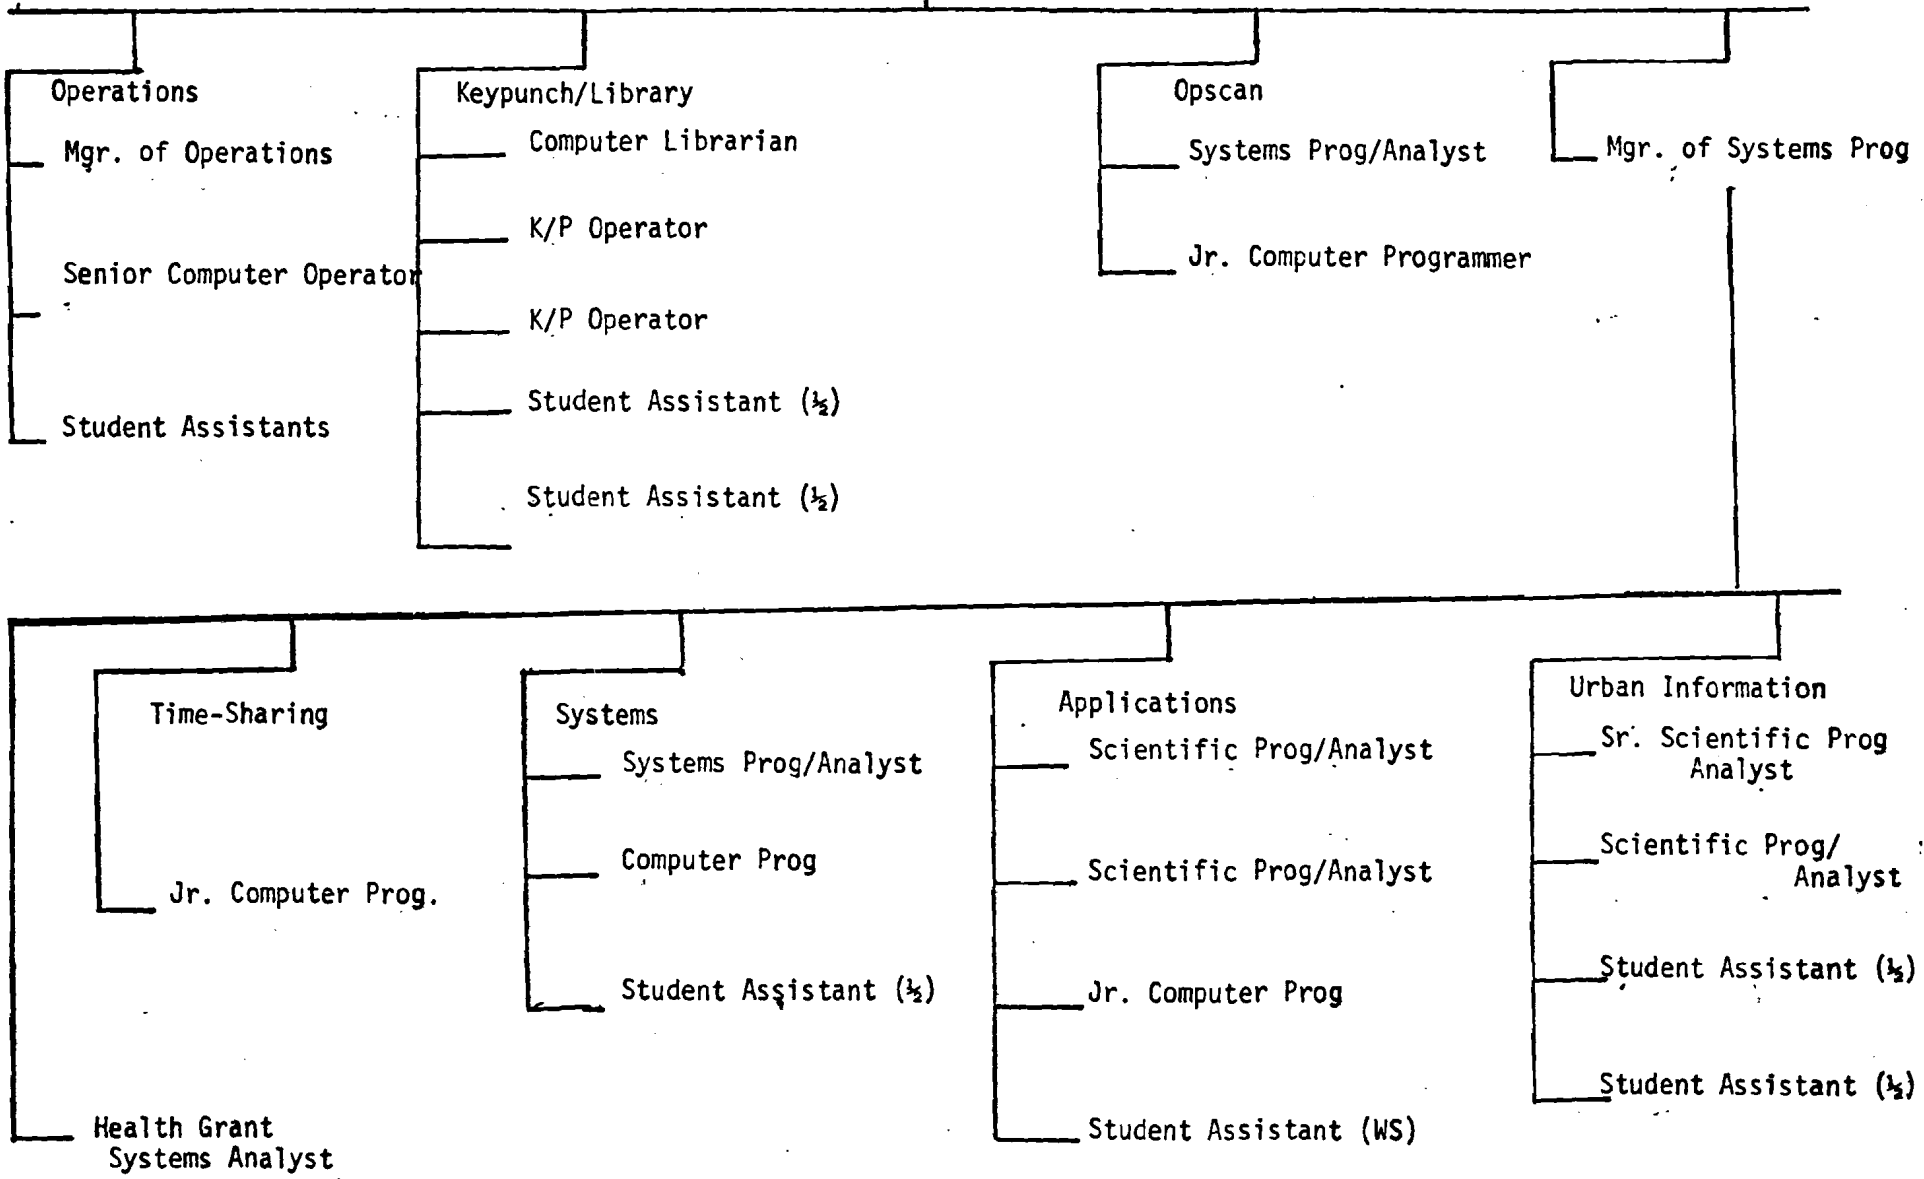 Operations
Mgr. of Operations
Senior Computer Operator
Student Assistants
Keypunch/Library
Computer Librarian
K/P Operator
K/P Operator
Student Assistant (½)
Student Assistant (½)
Opscan
Systems Prog/Analyst
Jr. Computer Programmer
Mgr. of Systems Prog
Health Grant
Systems Analyst
Time-Sharing
Jr. Computer Prog.
Systems
Systems Prog/Analyst
Computer Prog
Student Assistant (½)
Applications
Scientific Prog/Analyst
Scientific Prog/Analyst
Jr. Computer Prog
Student Assistant (WS)
Urban Information
Sr. Scientific Prog
Analyst
Scientific Prog/
Analyst
Student Assistant (½)
Student Assistant (½)